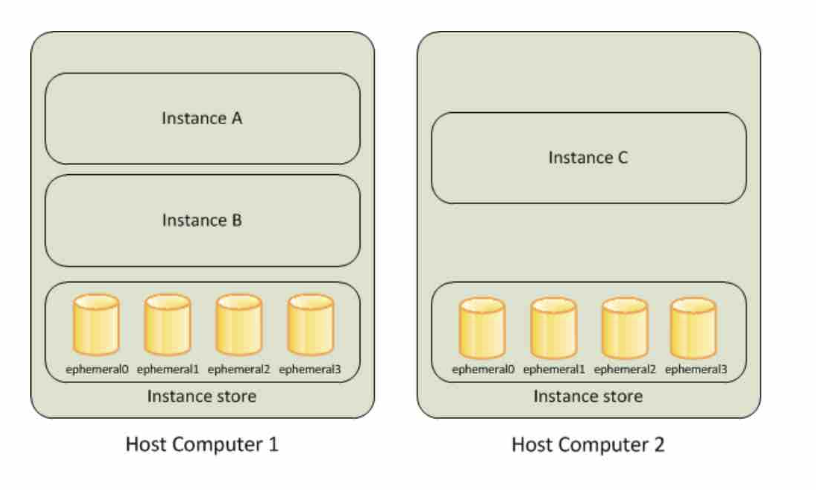 Instance A
Instance B
ephemeral0 ephemeral1 ephemeral2 ephemeral3
Instance store
Host Computer 1
Instance C
ephemeral0 ephemeral1 ephemeral2 ephemeral3
Instance store
Host Computer 2